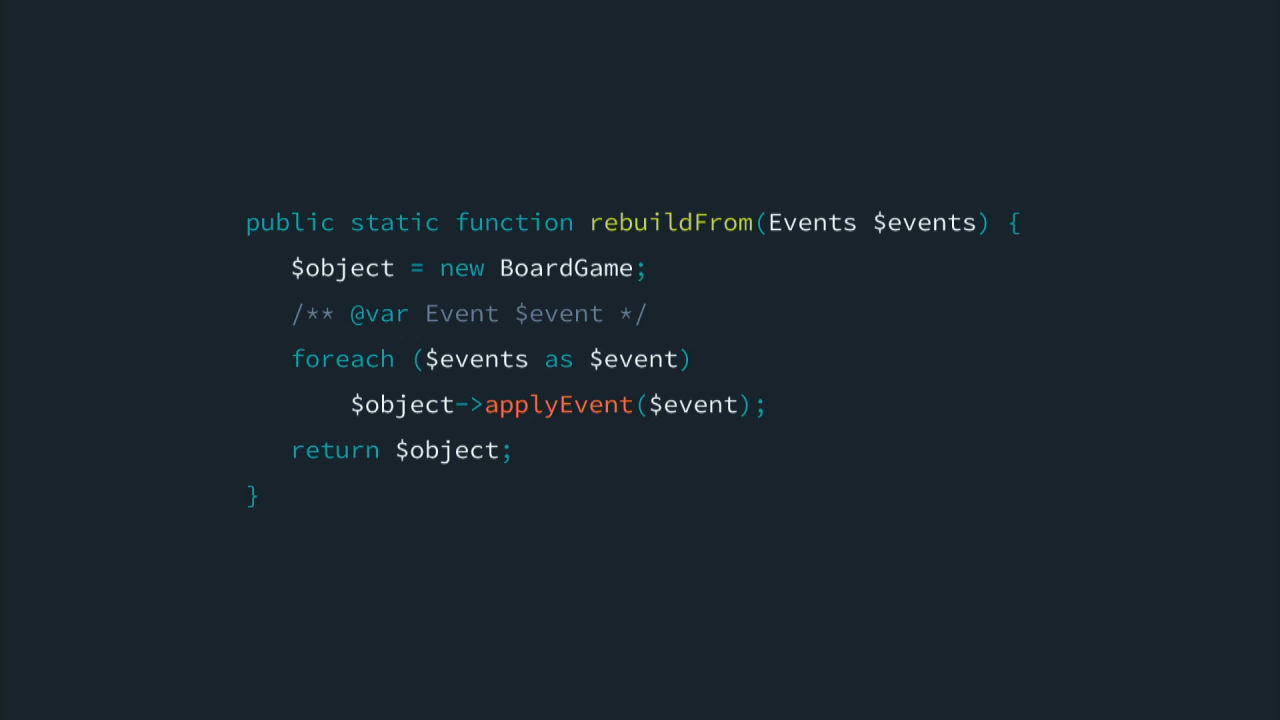 public static function rebuildFrom(Events $events) {
$object = new BoardGame;
/** @var Event $event */
foreach ($events as $event)
$object->applyEvent($event);
return $object;
}